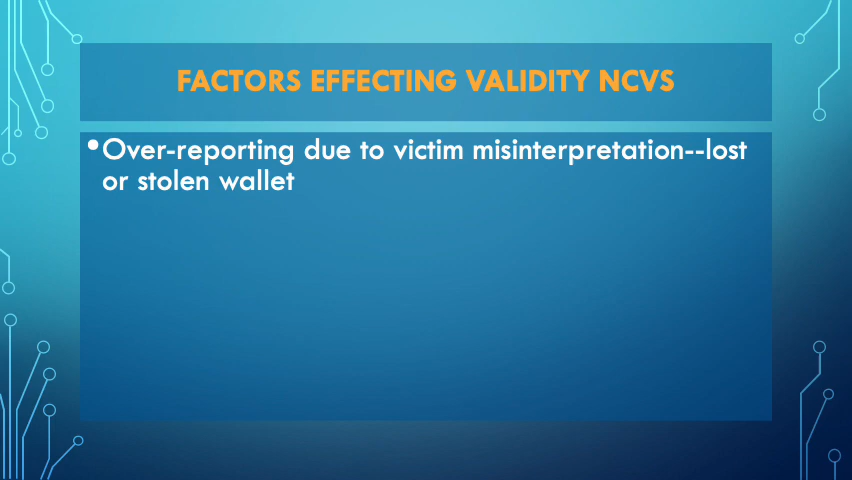 FACTORS EFFECTING VALIDITY NCVS
•Over-reporting due to victim misinterpretation--lost
or stolen wallet